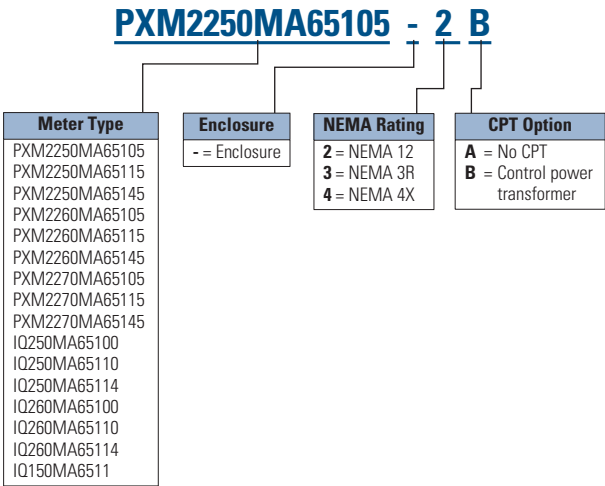 PXM2250MA65105 - 2 B
Meter Type
PXM2250MA65105
PXM2250MA65115
PXM2250MA65145
PXM2260MA65105
PXM2260MA65115
PXM2260MA65145
PXM2270MA65105
PXM2270MA65115
PXM2270MA65145
IQ250MA65100
IQ250MA65110
IQ250MA65114
IQ260MA65100
IQ260MA65110
IQ260MA65114
IQ150MA6511
Enclosure
- = Enclosure
NEMA Rating
2 = NEMA 12
3 = NEMA 3R
4 = NEMA 4X
CPT Option
A = No CPT
B = Control power
transformer